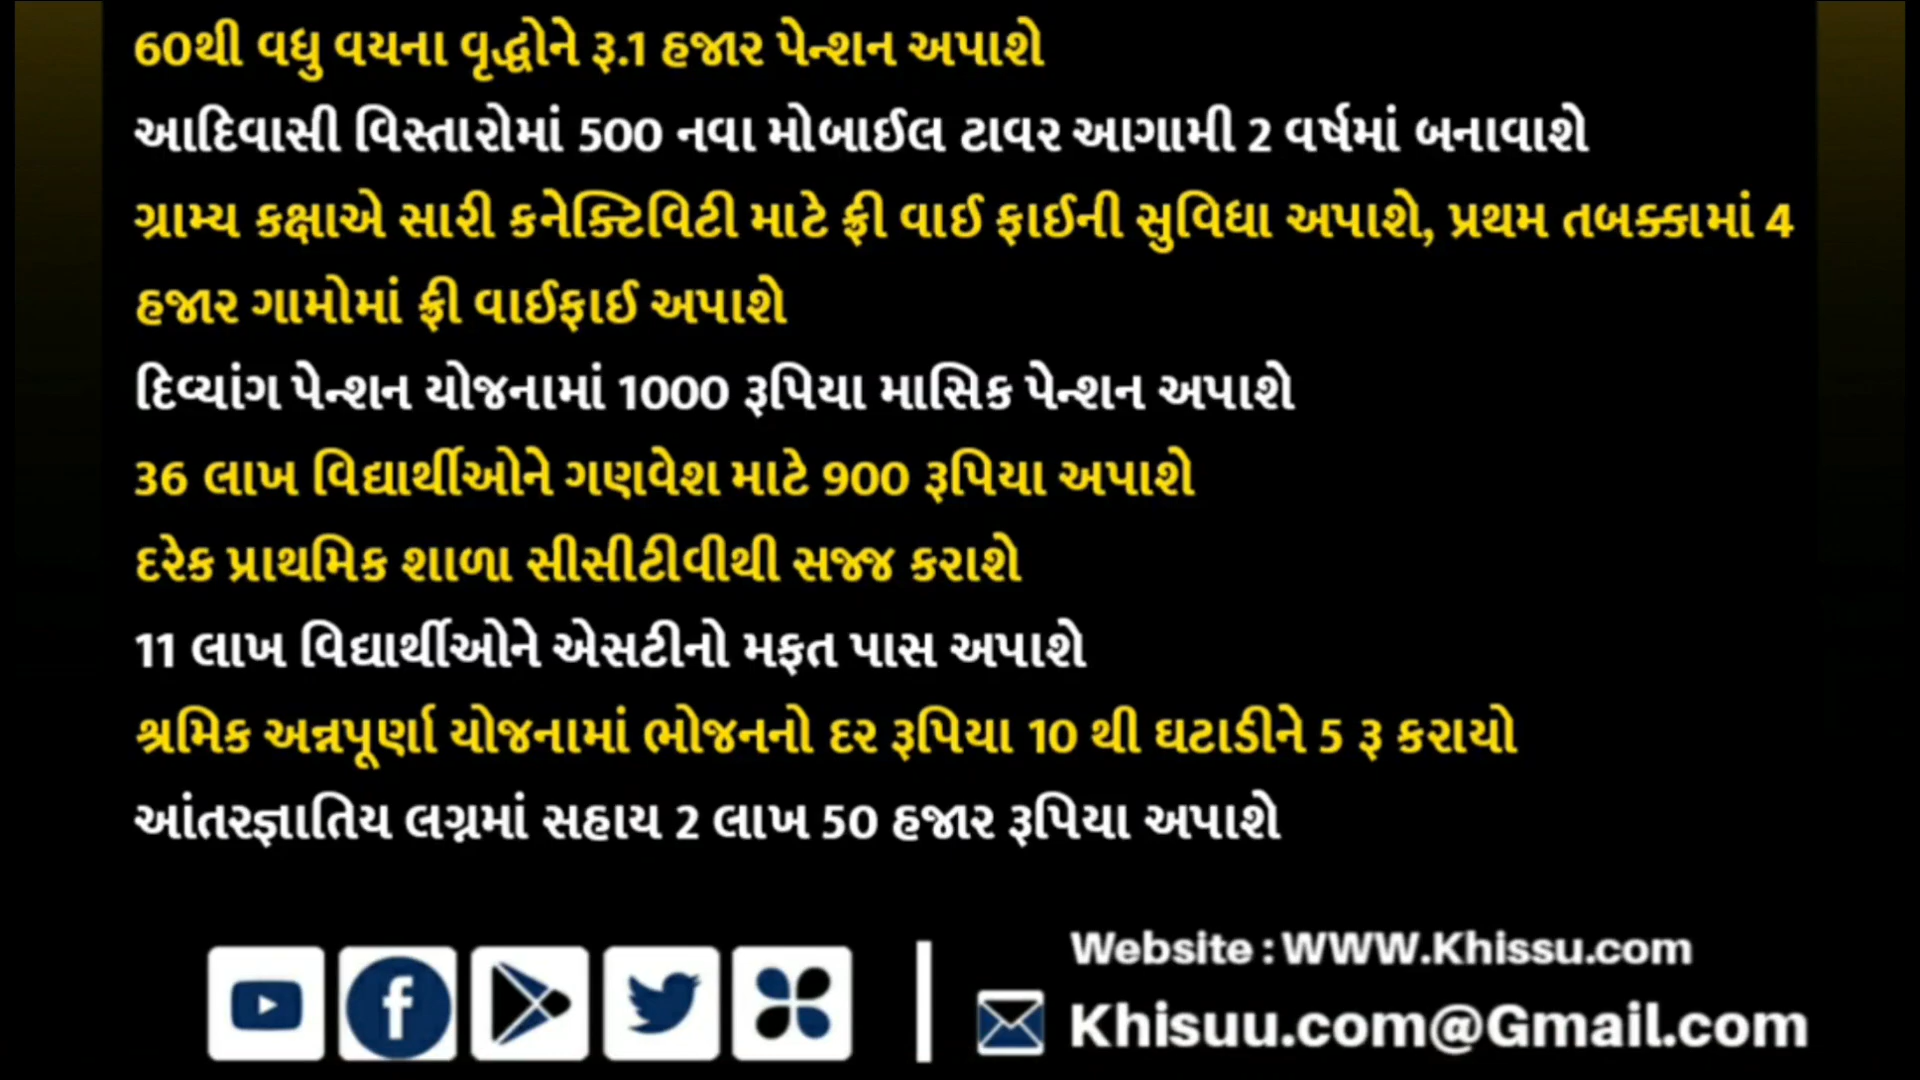 60થી વધુ વયના વૃદ્ધોને રૂ.1 હજાર પેન્શન અપાશે
આદિવાસી વિસ્તારોમાં 500 નવા મોબાઈલ ટાવર આગામી 2 વર્ષમાં બનાવાશે
ગ્રામ્ય કક્ષાએ સારી કનેક્ટિવિટી માટે ફ્રી વાઈ ફાઈની સુવિધા અપાશે, પ્રથમ તબક્કામાં 4
હજાર ગામોમાં ફ્રી વાઈફાઈ અપાશે
દિવ્યાંગ પેન્શન યોજનામાં 1000 રૂપિયા માસિક પેન્શન અપાશે
36 લાખ વિદ્યાર્થીઓને ગણવેશ માટે 900 રૂપિયા અપાશે
દરેક પ્રાથમિક શાળા સીસીટીવીથી સજ્જ કરાશે
11 લાખ વિદ્યાર્થીઓને એસટીનો મફત પાસ અપાશે
શ્રમિક અન્નપૂર્ણા યોજનામાં ભોજનનો દર રૂપિયા 10 થી ઘટાડીને 5 રૂ કરાયો
આંતરજ્ઞાતિય લગ્નમાં સહાય 2 લાખ 50 હજાર રૂપિયા અપાશે
Website : WWW.Khissu.com
Khisuu.com@Gmail.com